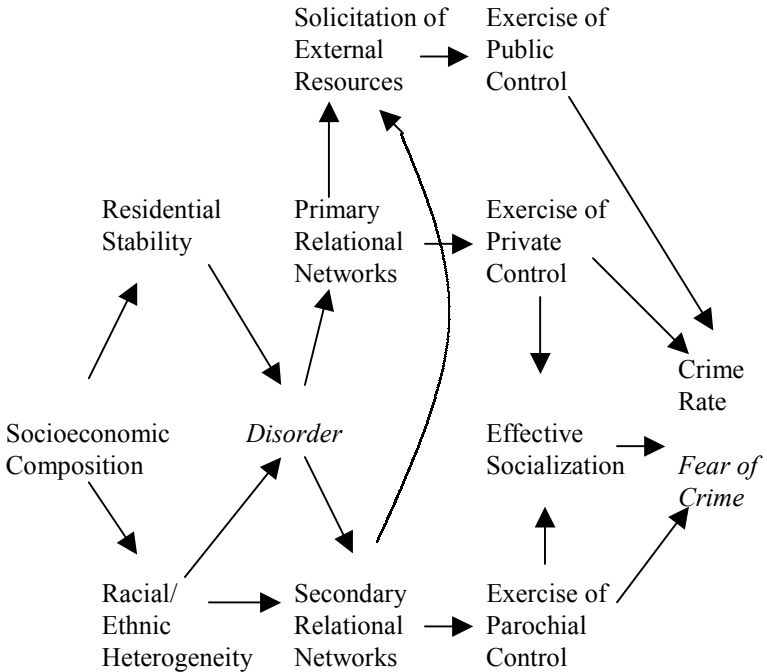 Solicitation of
External
Resources
Exercise of
Public
Control
Residential
Stability
Primary
Relational
Networks
Exercise of
Private
Control
Crime
Rate
Socioeconomic
Composition
Disorder
Effective
Socialization
Fear of
Crime
Racial/
Ethnic
Heterogeneity
Secondary
Relational
Networks
Exercise of
Parochial
Control